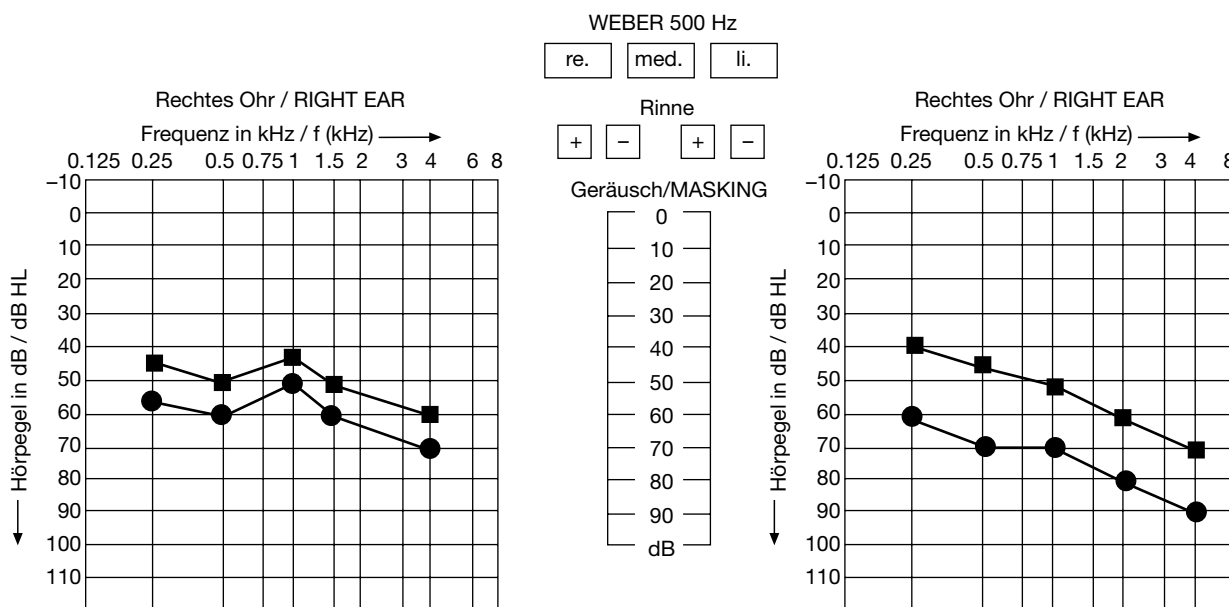 WEBER 500 Hz
re. med. li.
Rechtes Ohr / RIGHT EAR
Frequenz in kHz / f (kHz)
0.125 0.25 0.5 0.75 1 1.5 2 3 4 6 8
–10
0
10
20
30
40
50
60
70
80
90
100
110
Hörpegel in dB / dB HL
Rinne
+ – + –
Geräusch/MASKING
0
10
20
30
40
50
60
70
80
90
dB
Rechtes Ohr / RIGHT EAR
Frequenz in kHz / f (kHz)
0.125 0.25 0.5 0.75 1 1.5 2 3 4 8
–10
0
10
20
30
40
50
60
70
80
90
100
110
Hörpegel in dB / dB HL